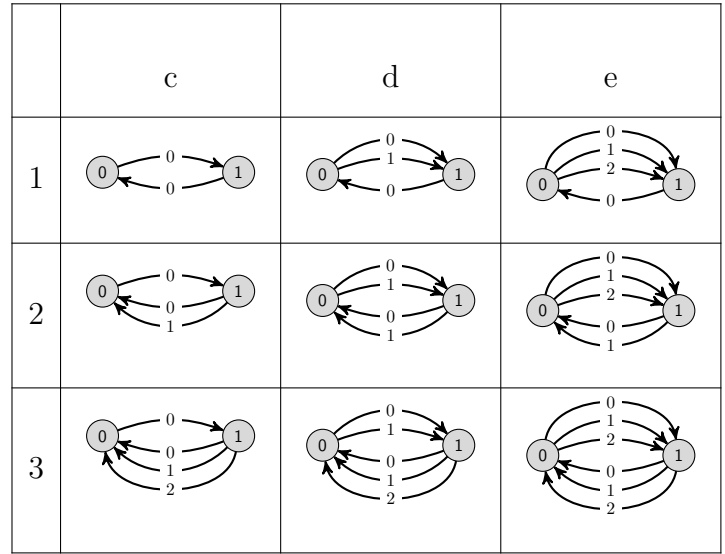 c d e
1
0 0 1 0
0 0 1 1 0
0 0 1 2 1 0
2
0 0 1 0 1
0 0 1 1 0 1
0 0 1 2 1 0 1
3
0 0 1 0 1 2
0 0 1 1 0 1 2
0 0 1 2 1 0 1 2